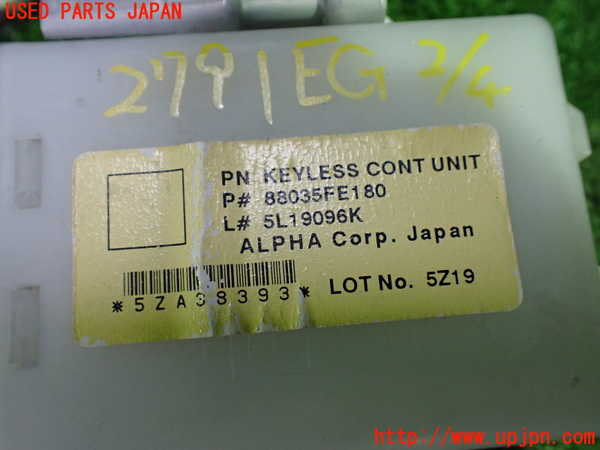 USED PARTS JAPAN
2791EG 2/4
PN KEYLESS CONT UNIT
P# 88035FE180
L# 5L19096K
ALPHA Corp. Japan
*5ZA38393*
LOT No. 5Z19
http://www.upjpn.com/